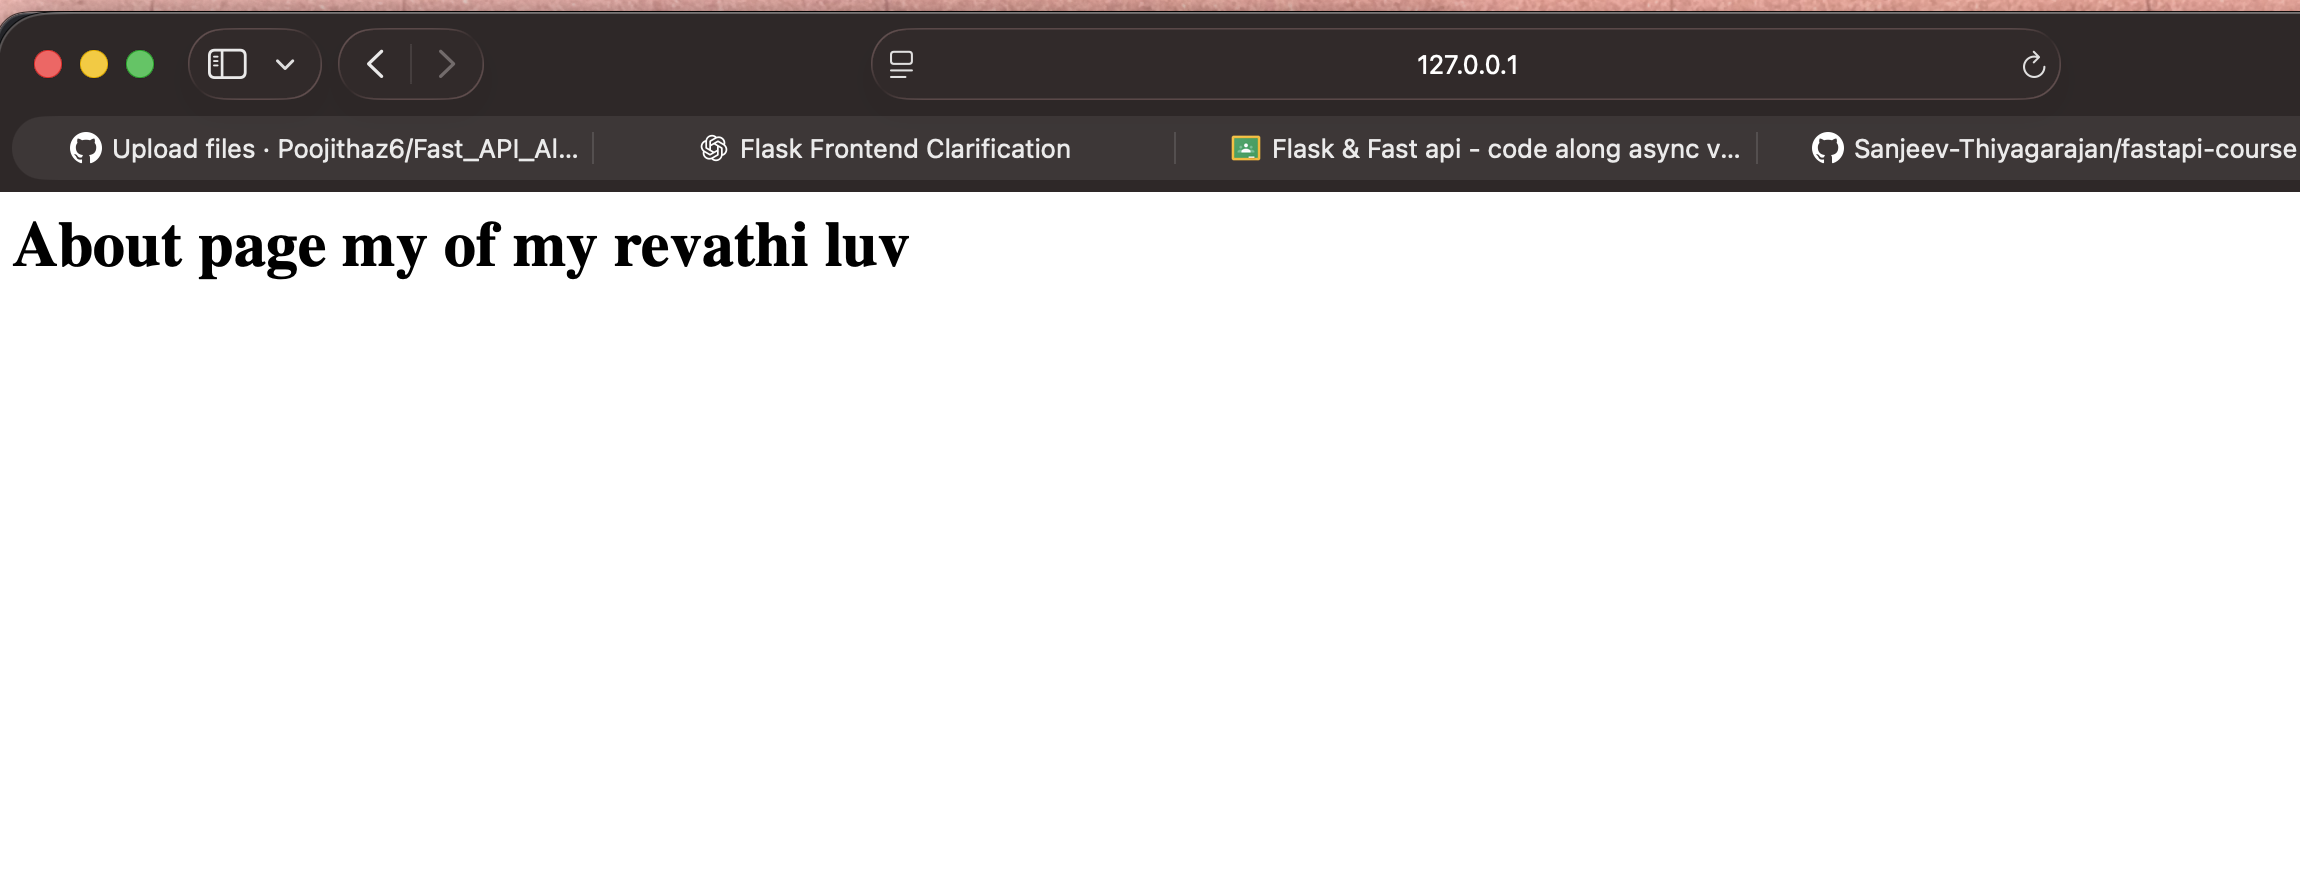 127.0.0.1
Upload files · Poojithaz6/Fast_API_Al...
Flask Frontend Clarification
Flask & Fast api - code along async v...
Sanjeev-Thiyagarajan/fastapi-course
About page my of my revathi luv